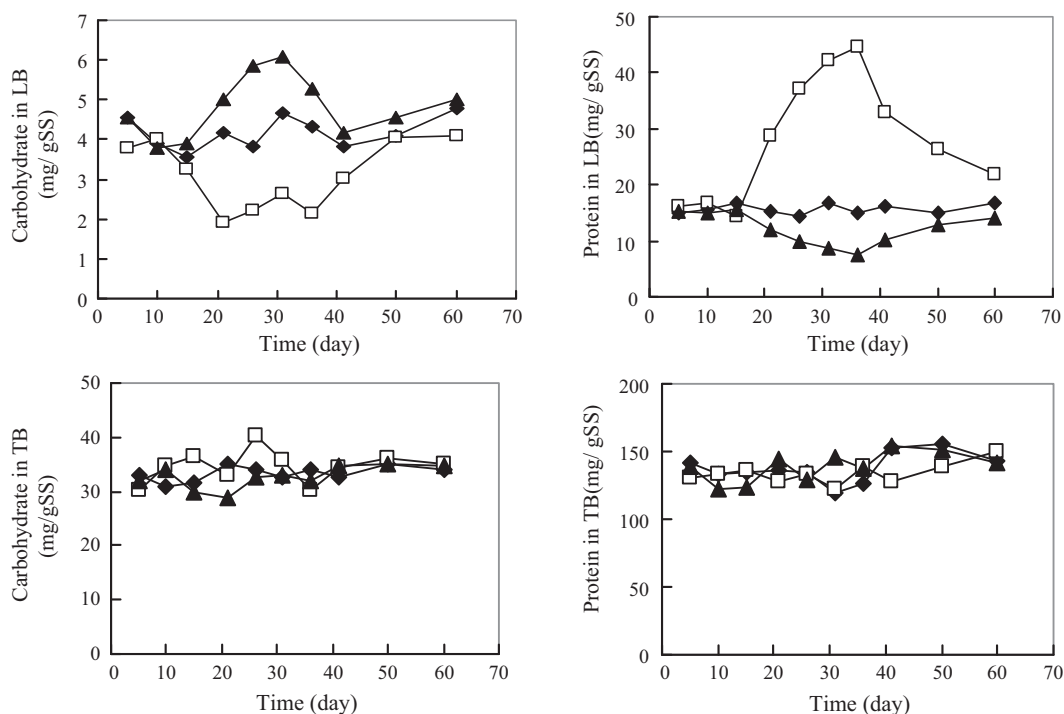 Carbohydrate in LB
(mg/ gSS)
7
6
5
4
3
2
1
0
0 10 20 30 40 50 60 70
Time (day)
Protein in LB(mg/ gSS)
50
40
30
20
10
0
0 10 20 30 40 50 60 70
Time (day)
Carbohydrate in TB
(mg/gSS)
50
40
30
20
10
0
0 10 20 30 40 50 60 70
Time (day)
Protein in TB(mg/ gSS)
200
150
100
50
0
0 10 20 30 40 50 60 70
Time (day)